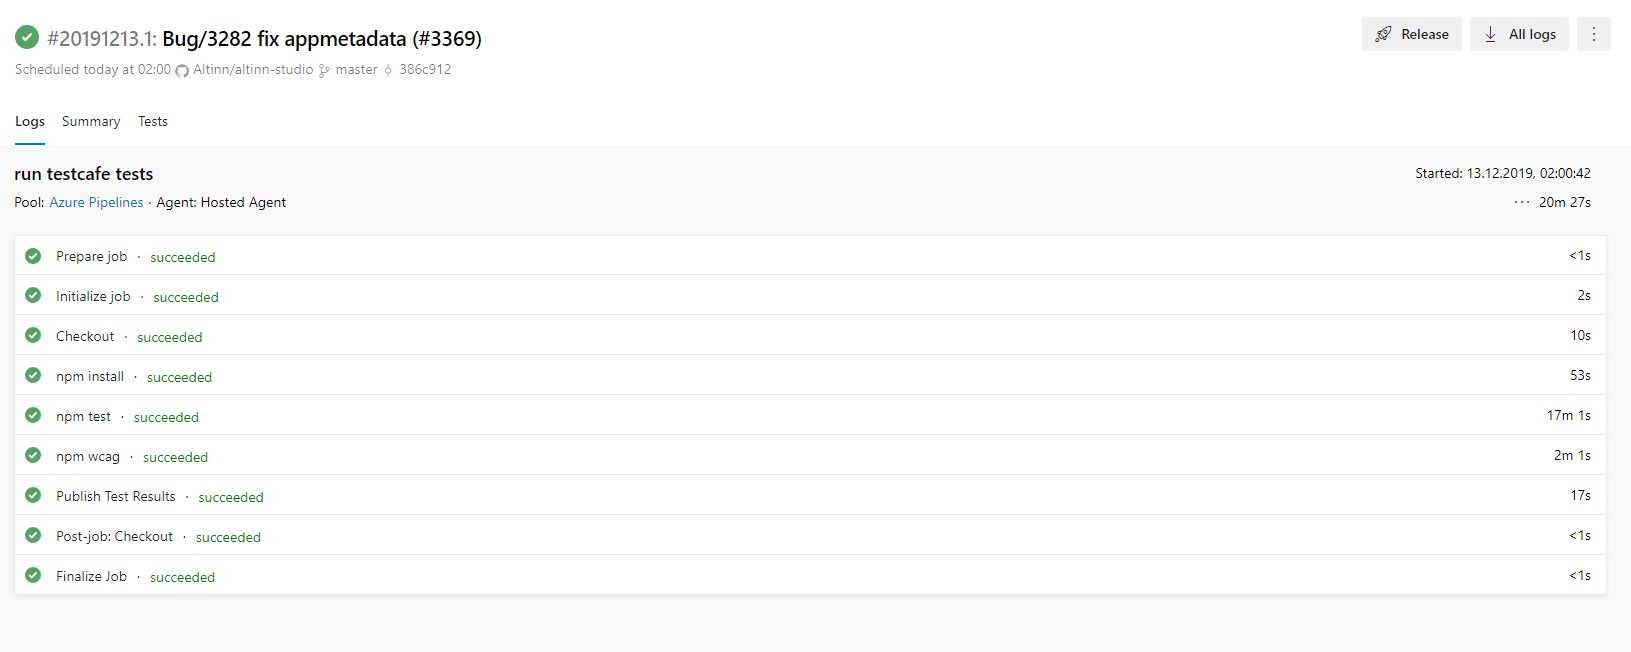 #20191213.1: Bug/3282 fix appmetadata (#3369)
Release
All logs
Scheduled today at 02:00 Altinn/altinn-studio master 386c912
Logs Summary Tests
run testcafe tests
Started: 13.12.2019, 02:00:42
Pool: Azure Pipelines · Agent: Hosted Agent
··· 20m 27s
Prepare job · succeeded <1s
Initialize job · succeeded 2s
Checkout · succeeded 10s
npm install · succeeded 53s
npm test · succeeded 17m 1s
npm wcag · succeeded 2m 1s
Publish Test Results · succeeded 17s
Post-job: Checkout · succeeded <1s
Finalize Job · succeeded <1s